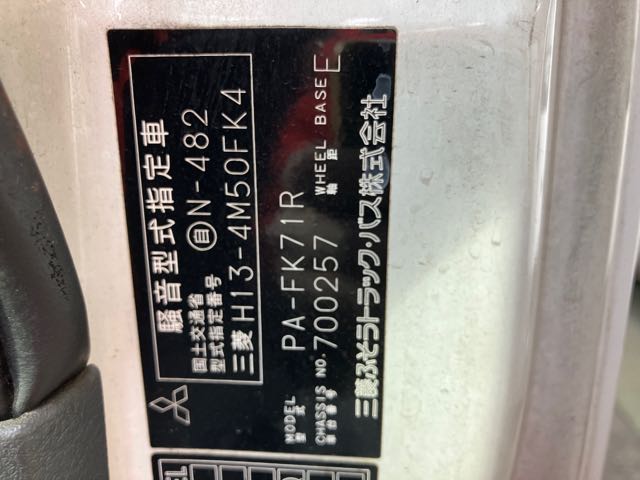 騒音型式指定車
国土交通省
型式指定番号
自 N-482
三菱 H13-4M50FK4
MODEL
型式
PA-FK71R
CHASSIS NO.
車台番号
700257
WHEEL BASE
軸距
E
三菱ふそうトラック・バス株式会社
EL